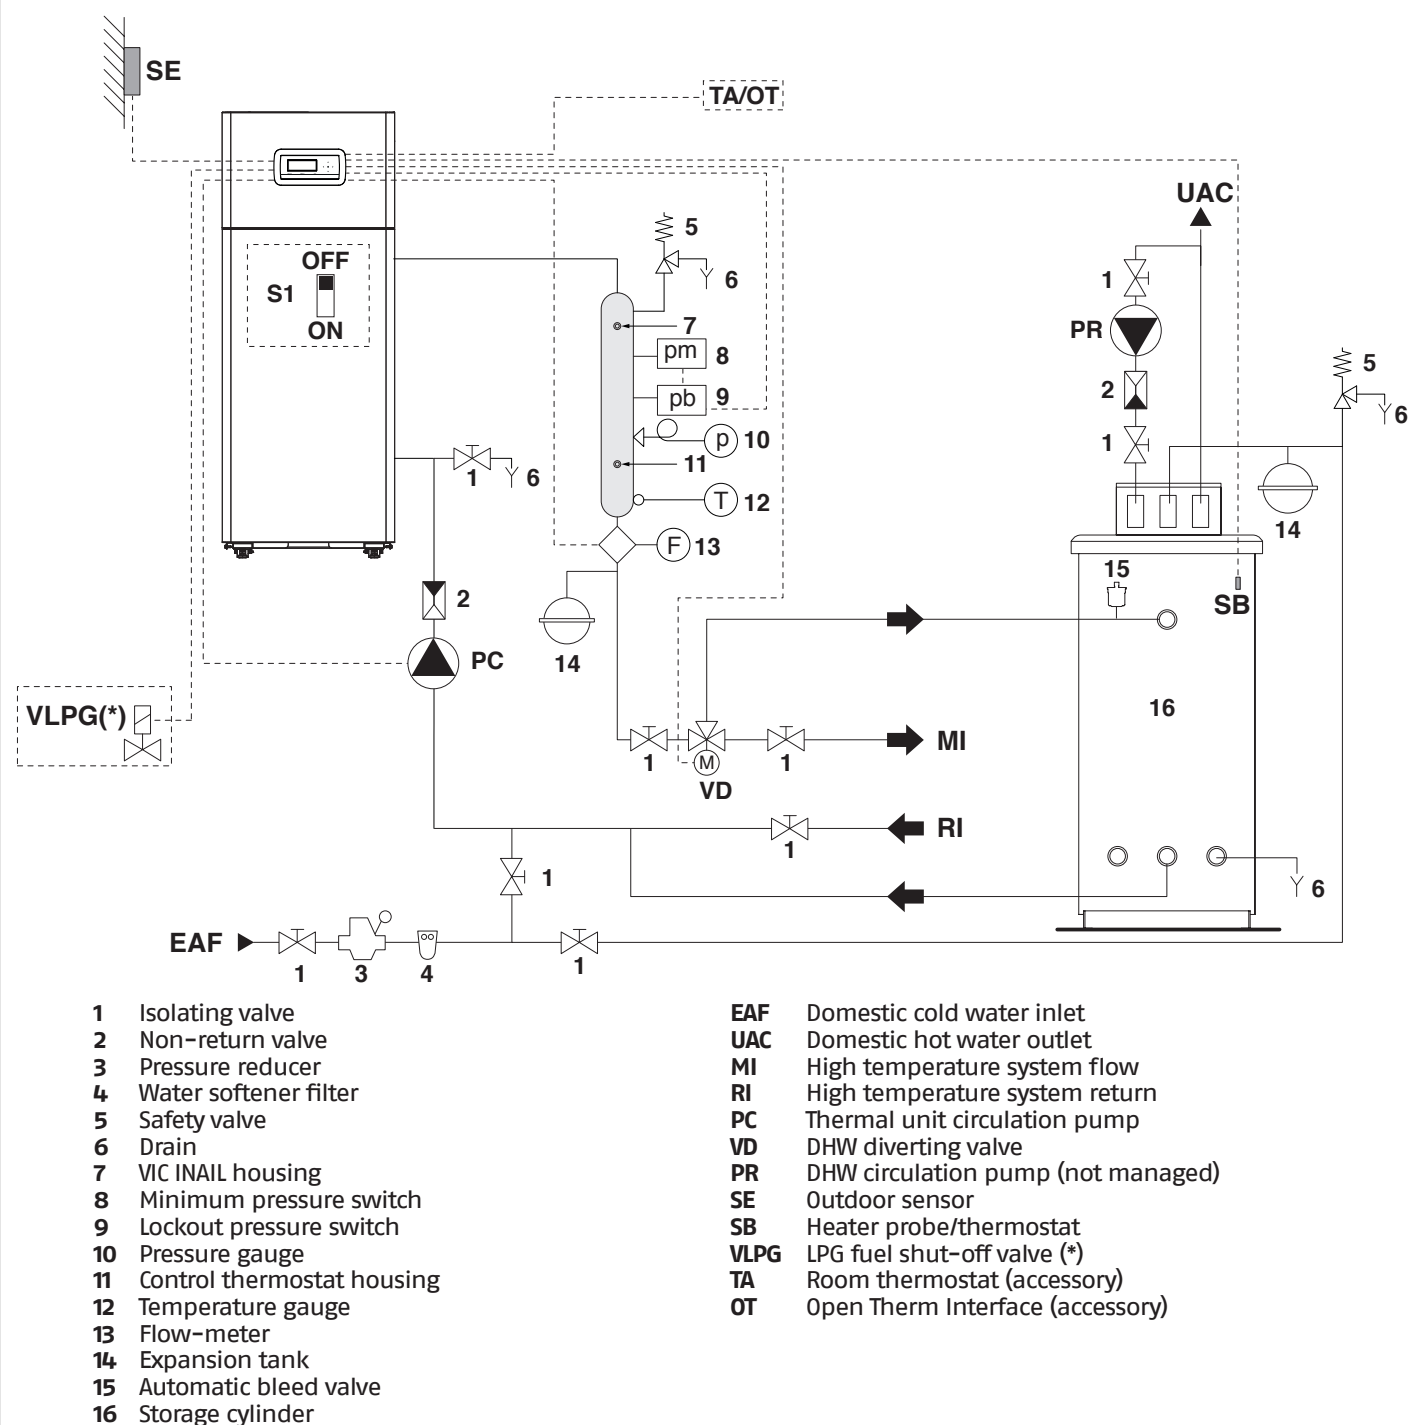 SE
TA/OT
UAC
OFF
S1
ON
5
6
1
7
PR
pm
8
5
pb
9
2
6
p
10
1
11
1
6
T
12
14
F
13
15
2
SB
14
PC
16
VLPG(*)
MI
1
M
1
VD
RI
1
1
6
EAF
1
3
4
1
1 Isolating valve
2 Non-return valve
3 Pressure reducer
4 Water softener filter
5 Safety valve
6 Drain
7 VIC INAIL housing
8 Minimum pressure switch
9 Lockout pressure switch
10 Pressure gauge
11 Control thermostat housing
12 Temperature gauge
13 Flow-meter
14 Expansion tank
15 Automatic bleed valve
16 Storage cylinder
EAF Domestic cold water inlet
UAC Domestic hot water outlet
MI High temperature system flow
RI High temperature system return
PC Thermal unit circulation pump
VD DHW diverting valve
PR DHW circulation pump (not managed)
SE Outdoor sensor
SB Heater probe/thermostat
VLPG LPG fuel shut-off valve (*)
TA Room thermostat (accessory)
OT Open Therm Interface (accessory)